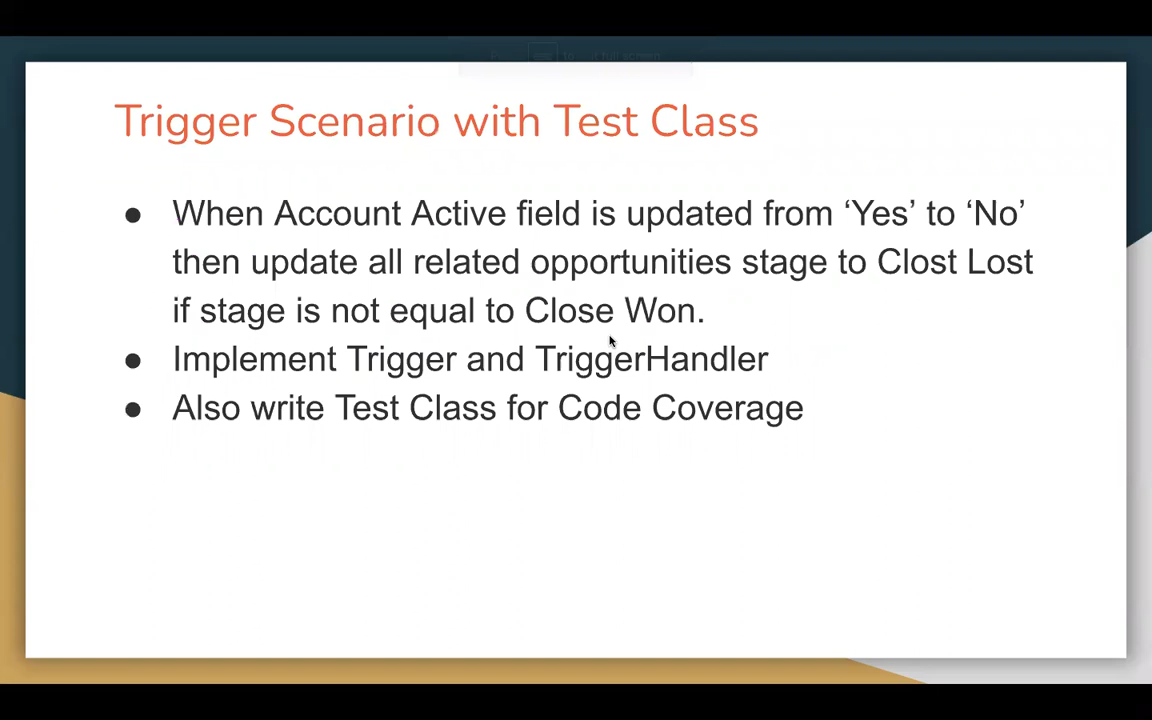 Trigger Scenario with Test Class
● When Account Active field is updated from ‘Yes’ to ‘No’
then update all related opportunities stage to Clost Lost
if stage is not equal to Close Won.
● Implement Trigger and TriggerHandler
● Also write Test Class for Code Coverage